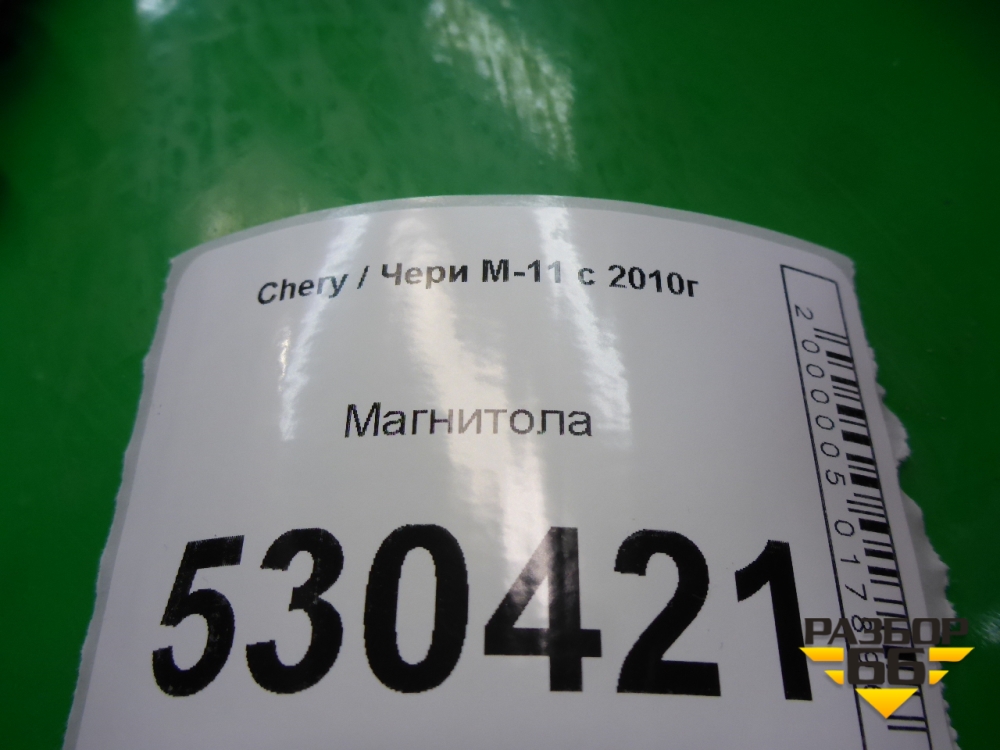 Chery / Чери М-11 с 2010г
Магнитола
530421
РАЗБОР
66